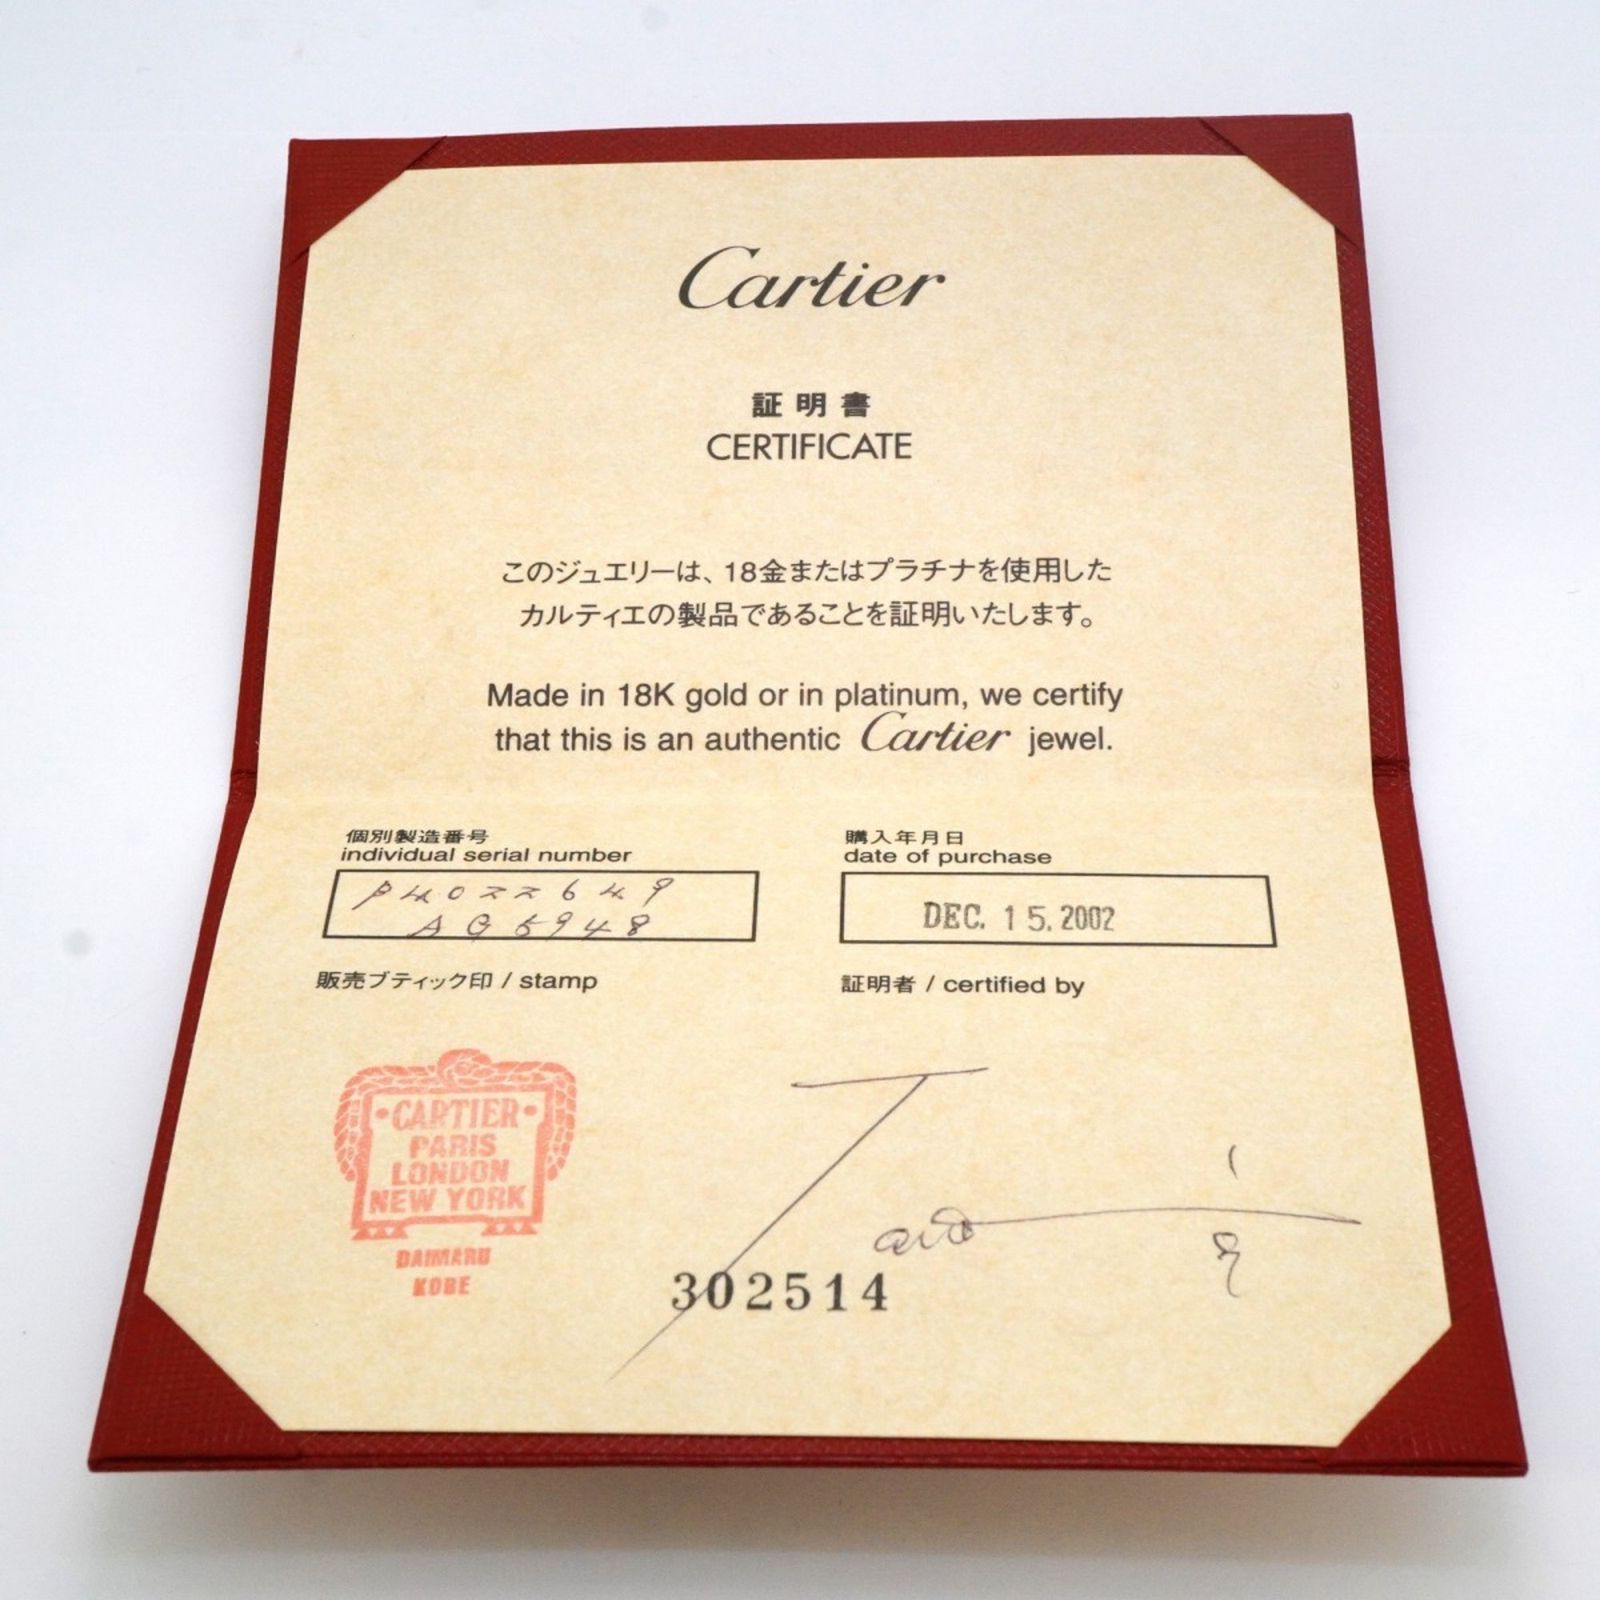 Cartier
証明書
CERTIFICATE
このジュエリーは、18金またはプラチナを使用した
カルティエの製品であることを証明いたします。
Made in 18K gold or in platinum, we certify
that this is an authentic Cartier jewel.
個別製造番号
individual serial number
P4022649
AG5948
購入年月日
date of purchase
DEC. 15. 2002
販売ブティック印 / stamp
証明者 / certified by
CARTIER
PARIS
LONDON
NEW YORK
DAIMARU
KOBE
302514